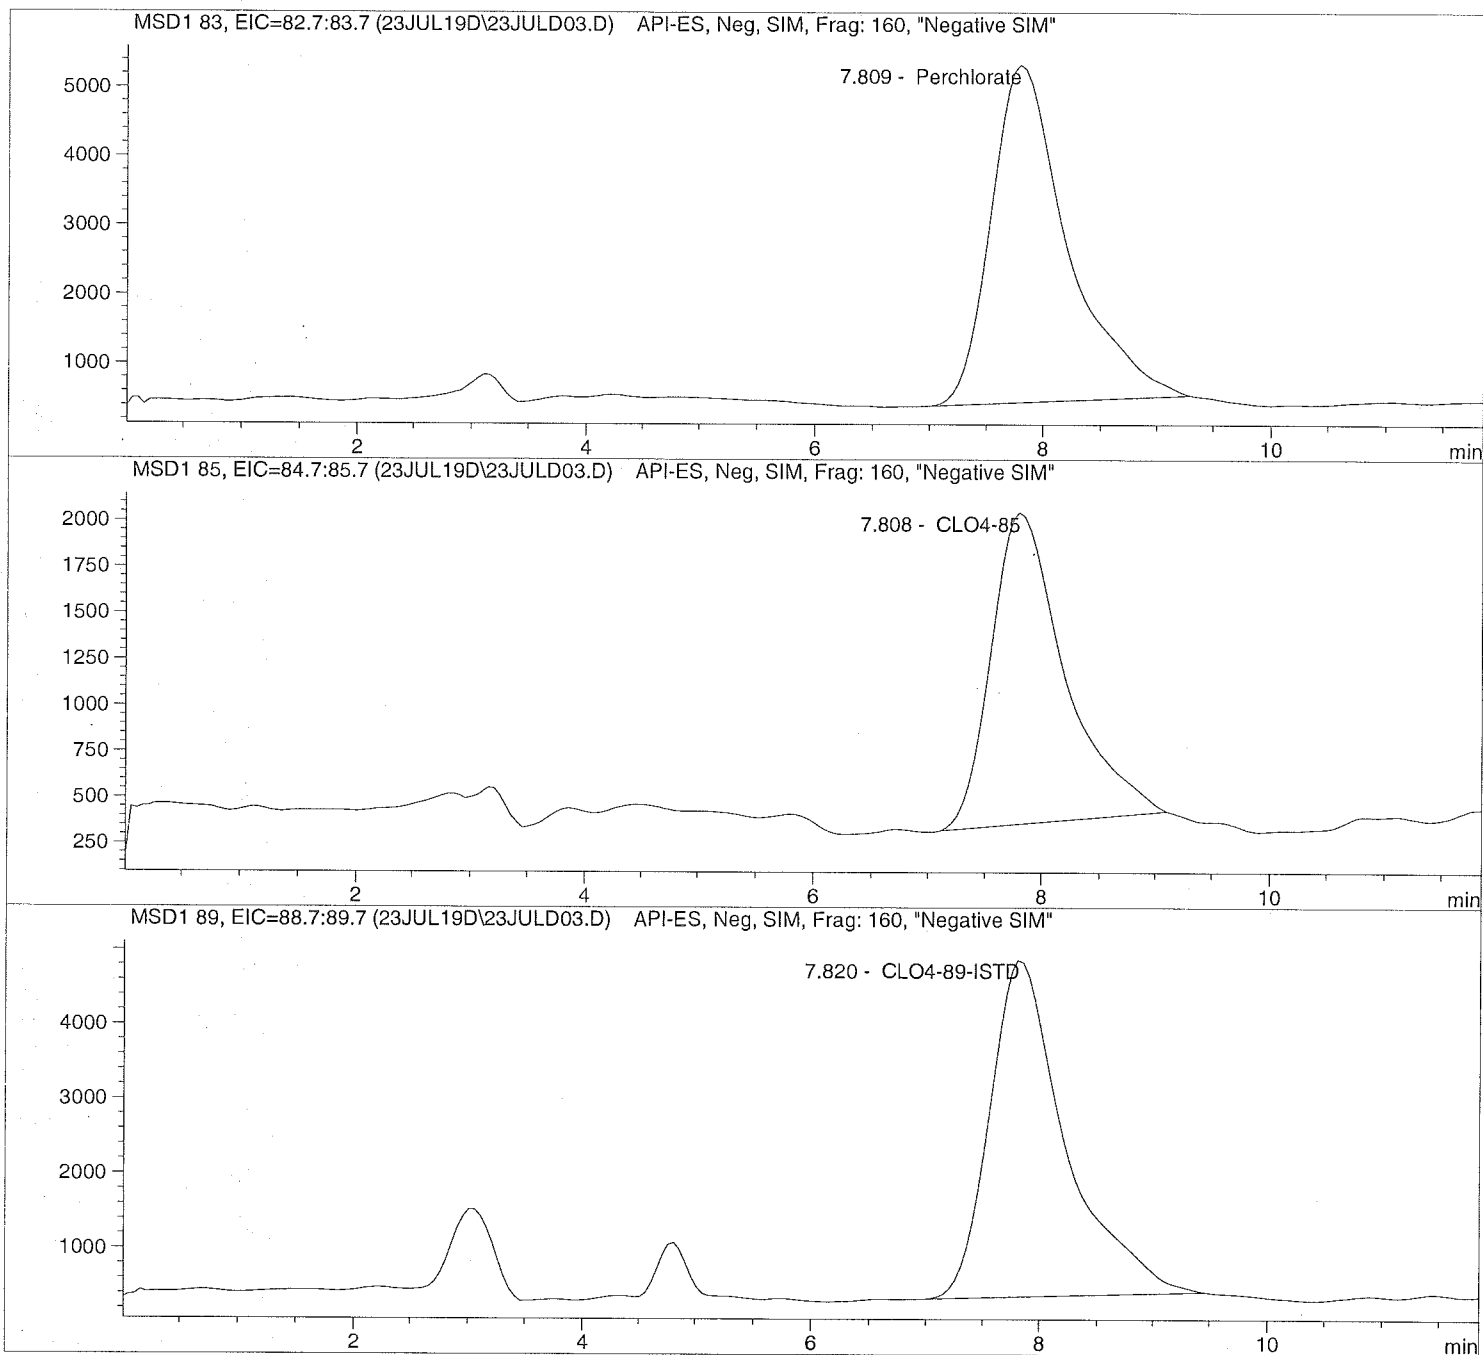 MSD1 83, EIC=82.7:83.7 (23JUL19D\23JULD03.D) API-ES, Neg, SIM, Frag: 160, "Negative SIM"
7.809 - Perchlorate
5000
4000
3000
2000
1000
2 4 6 8 10 min
MSD1 85, EIC=84.7:85.7 (23JUL19D\23JULD03.D) API-ES, Neg, SIM, Frag: 160, "Negative SIM"
7.808 - CLO4-85
2000
1750
1500
1250
1000
750
500
250
2 4 6 8 10 min
MSD1 89, EIC=88.7:89.7 (23JUL19D\23JULD03.D) API-ES, Neg, SIM, Frag: 160, "Negative SIM"
7.820 - CLO4-89-ISTD
4000
3000
2000
1000
2 4 6 8 10 min